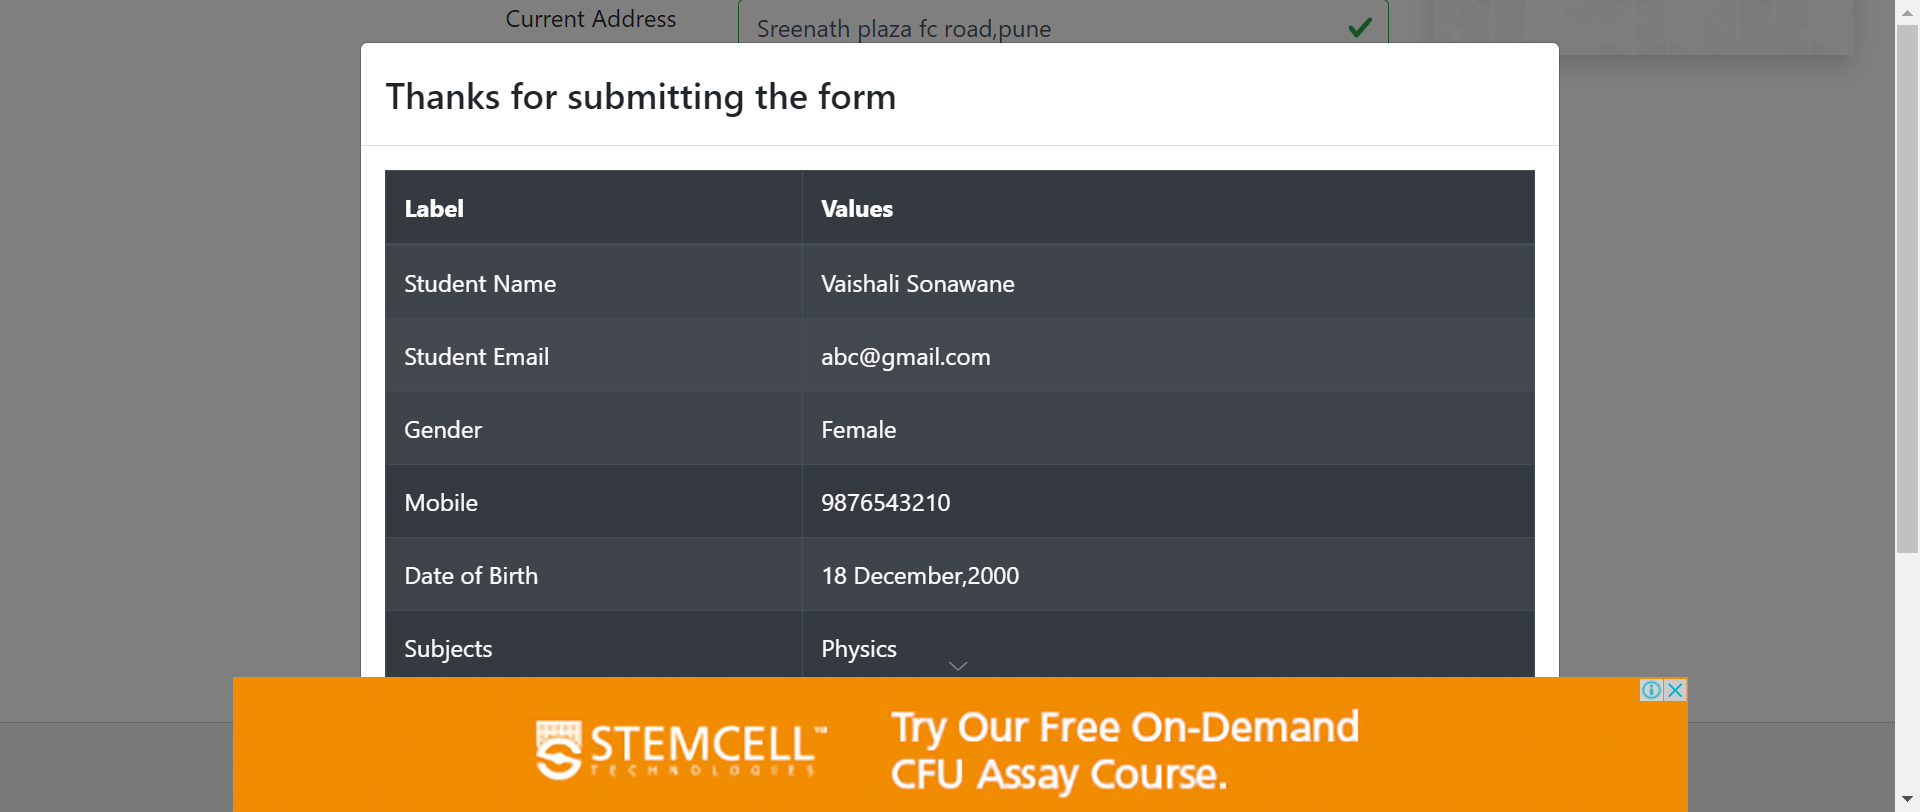 Current Address
Sreenath plaza fc road,pune
Thanks for submitting the form
Label Values
Student Name Vaishali Sonawane
Student Email abc@gmail.com
Gender Female
Mobile 9876543210
Date of Birth 18 December,2000
Subjects Physics
STEMCELL™
TECHNOLOGIES
Try Our Free On-Demand
CFU Assay Course.